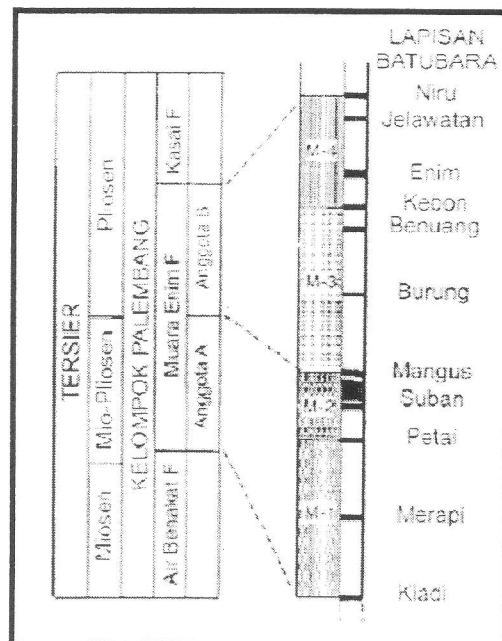 LAPISAN
BATUBARA
TERSIER
Miosen
Mio-Pliosen
Pliosen
KELOMPOK PALEMBANG
Air Benakat F
Muara Enim F
Kasai F
Anggota A
Anggota B
M-4
M-3
M-2
M-1
Niru
Jelawatan
Enim
Kebon
Benuang
Burung
Mangus
Suban
Petai
Merapi
Kladi